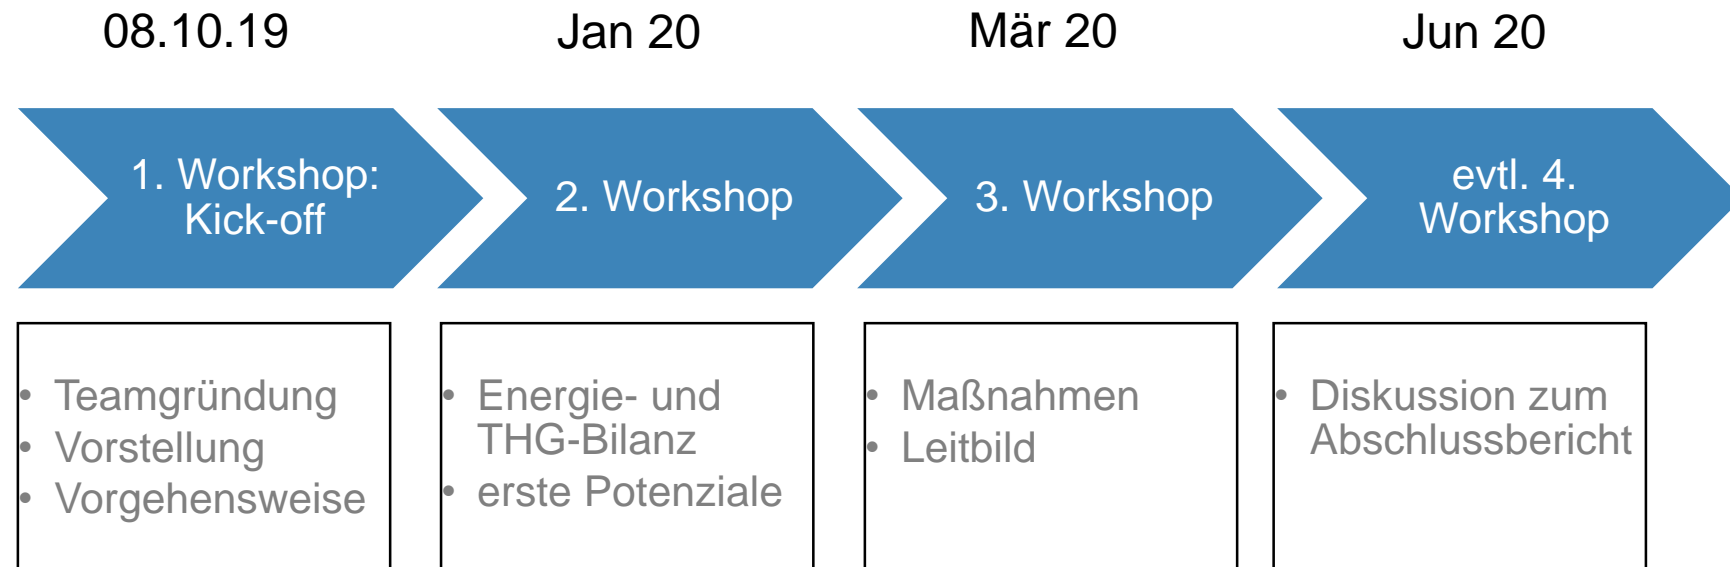 08.10.19
Jan 20
Mär 20
Jun 20
1. Workshop:
Kick-off
2. Workshop
3. Workshop
evtl. 4.
Workshop
• Teamgründung
• Vorstellung
• Vorgehensweise
• Energie- und
THG-Bilanz
• erste Potenziale
• Maßnahmen
• Leitbild
• Diskussion zum
Abschlussbericht